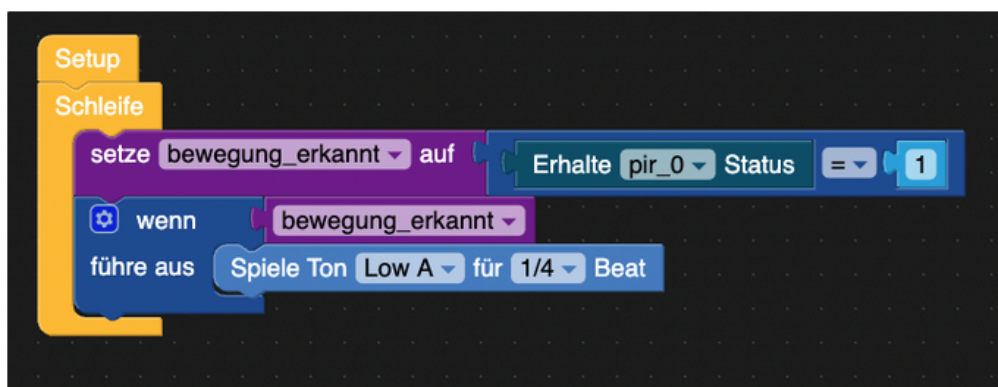 Setup
Schleife
setze bewegung_erkannt auf Erhalte pir_0 Status = 1
wenn bewegung_erkannt
führe aus Spiele Ton Low A für 1/4 Beat